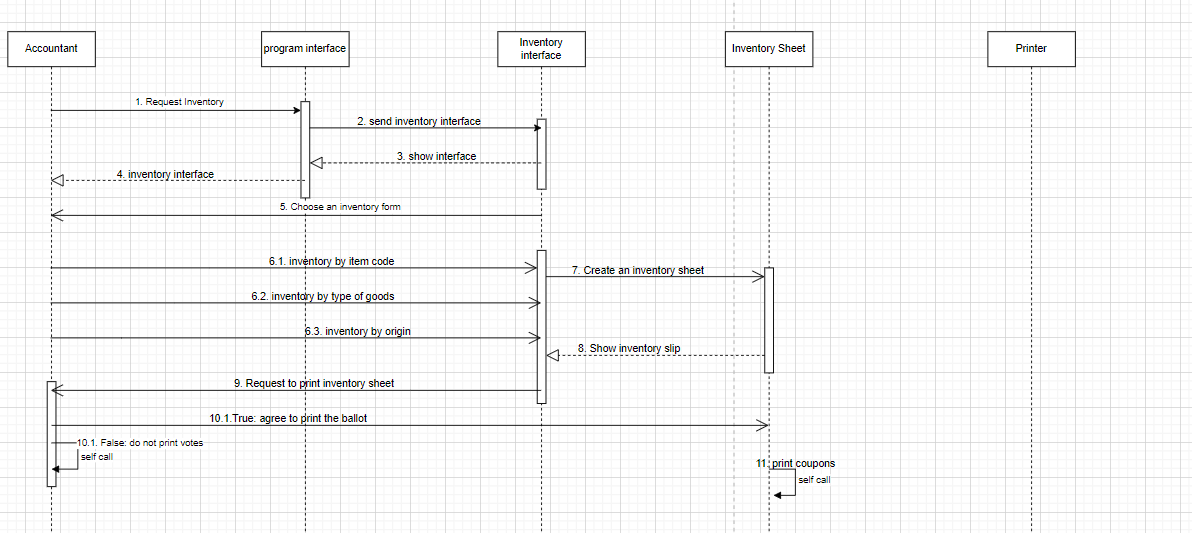 Accountant
program interface
Inventory
interface
Inventory Sheet
Printer
1. Request Inventory
2. send inventory interface
3. show interface
4. inventory interface
5. Choose an inventory form
6.1. inventory by item code
7. Create an inventory sheet
6.2. inventory by type of goods
6.3. inventory by origin
8. Show inventory slip
9. Request to print inventory sheet
10.1.True: agree to print the ballot
10.1. False: do not print votes
self call
11. print coupons
self call